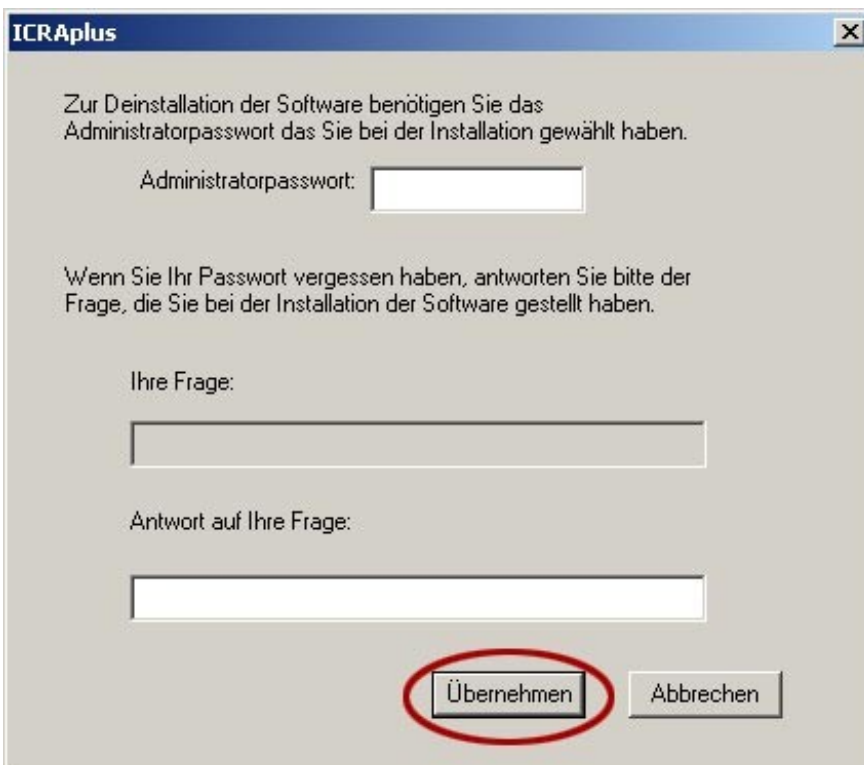 ICRAplus
Zur Deinstallation der Software benötigen Sie das
Administratorpasswort das Sie bei der Installation gewählt haben.
Administratorpasswort:
Wenn Sie Ihr Passwort vergessen haben, antworten Sie bitte der
Frage, die Sie bei der Installation der Software gestellt haben.
Ihre Frage:
Antwort auf Ihre Frage:
Übernehmen Abbrechen